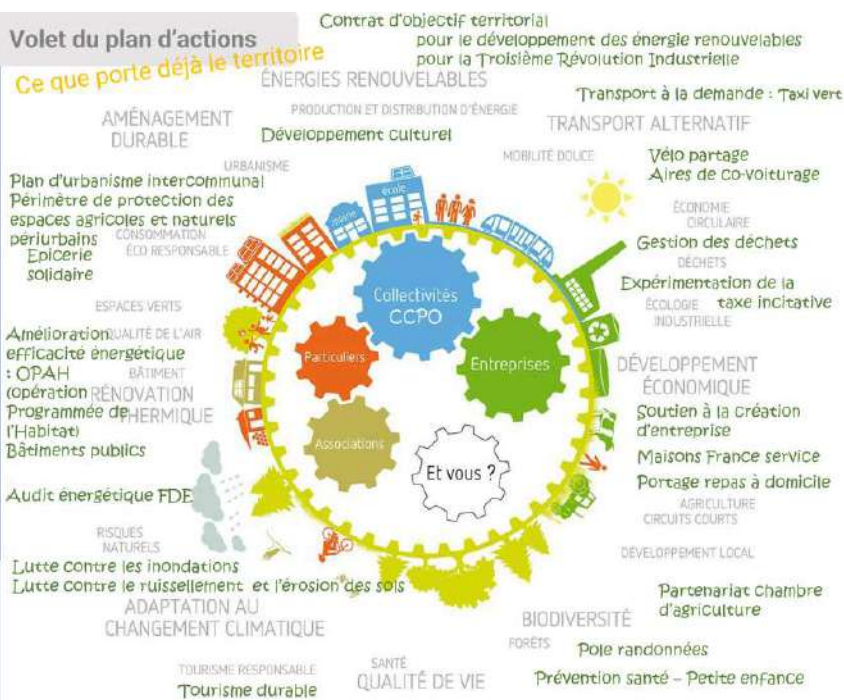 Volet du plan d'actions
Ce que porte déjà le territoire
Contrat d'objectif territorial
pour le développement des énergie renouvelables
pour la Troisième Révolution Industrielle
ÉNERGIES RENOUVELABLES
PRODUCTION ET DISTRIBUTION D'ÉNERGIE
Développement culturel
Transport à la demande : Taxi vert
TRANSPORT ALTERNATIF
MOBILITÉ DOUCE
Vélo partage
Aires de co-voiturage
AMÉNAGEMENT
DURABLE
URBANISME
Plan d'urbanisme intercommunal
Périmètre de protection des
espaces agricoles et naturels
périurbains
CONSOMMATION
ÉCO RESPONSABLE
Epicerie
solidaire
ÉCONOMIE
CIRCULAIRE
Gestion des déchets
DÉCHETS
Expérimentation de la
taxe incitative
ÉCOLOGIE
INDUSTRIELLE
mairie
école
Collectivités
CCPO
Particuliers
Entreprises
Associations
Et vous ?
ESPACES VERTS
Amélioration
QUALITÉ DE L'AIR
efficacité énergétique
: OPAH
BÂTIMENT
(opération
RÉNOVATION
Programmée de
THERMIQUE
l'Habitat)
Bâtiments publics
Audit énergétique FDE
DÉVELOPPEMENT
ÉCONOMIQUE
Soutien à la création
d'entreprise
Maisons France service
Portage repas à domicile
AGRICULTURE
CIRCUITS COURTS
DÉVELOPPEMENT LOCAL
Partenariat chambre
d'agriculture
RISQUES
NATURELS
Lutte contre les inondations
Lutte contre le ruissellement et l'érosion des sols
ADAPTATION AU
CHANGEMENT CLIMATIQUE
BIODIVERSITÉ
FORÊTS
Pole randonnées
TOURISME RESPONSABLE
Tourisme durable
SANTÉ
QUALITÉ DE VIE
Prévention santé – Petite enfance